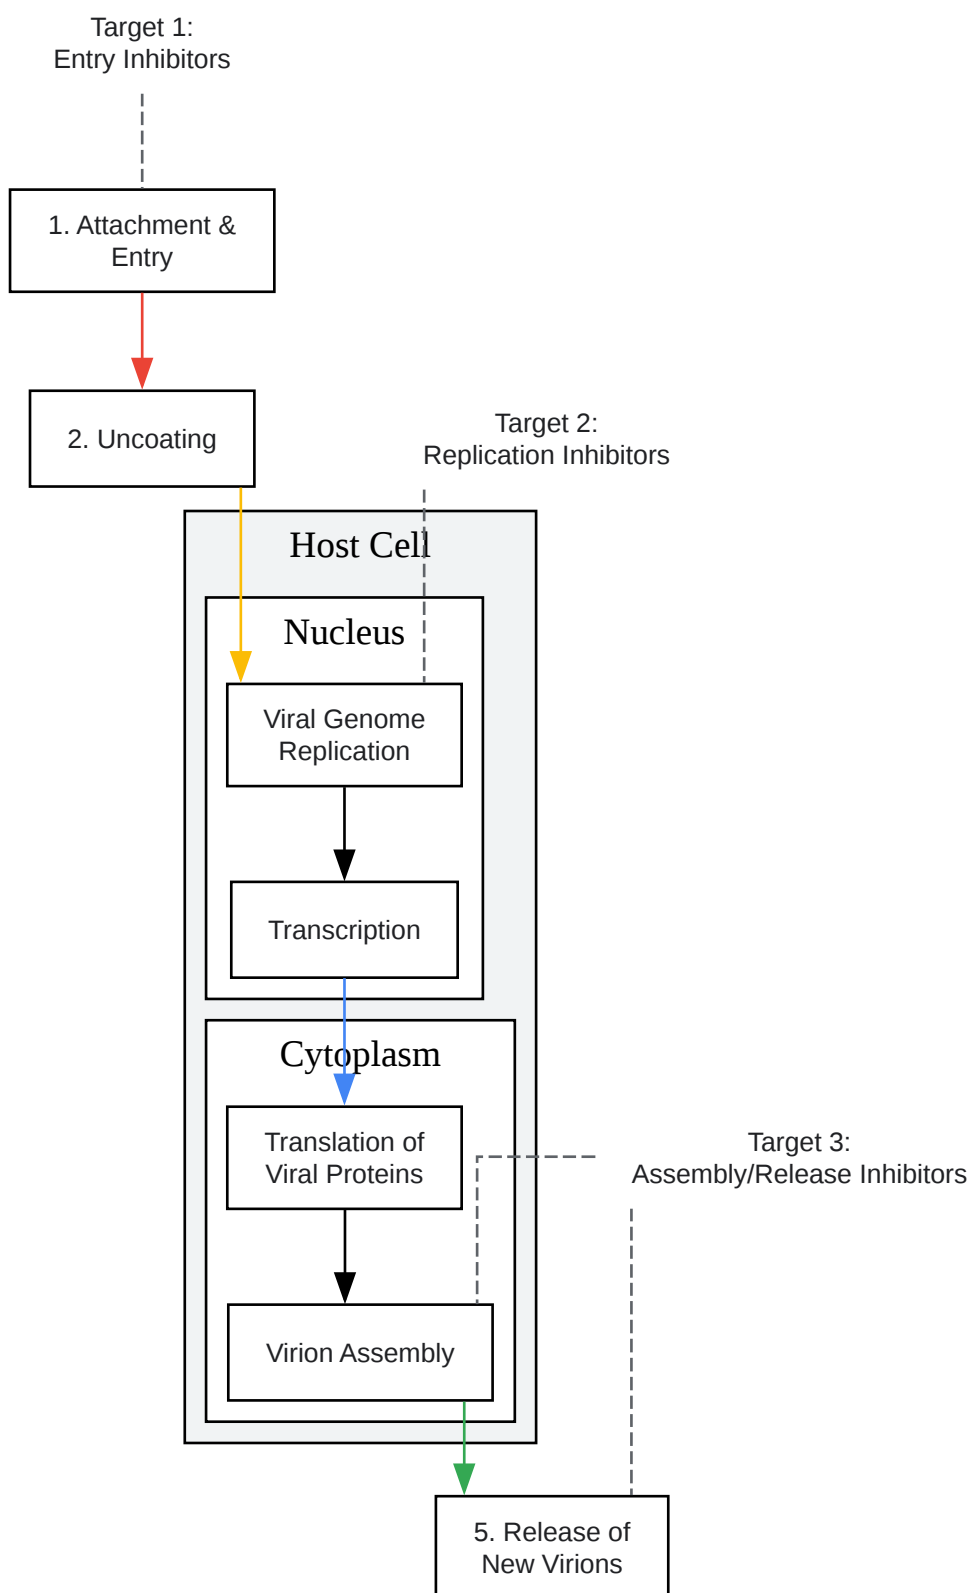 Target 1:
Entry Inhibitors
1. Attachment &
Entry
2. Uncoating
Target 2:
Replication Inhibitors
Host Cell
Nucleus
Viral Genome
Replication
Transcription
Cytoplasm
Translation of
Viral Proteins
Target 3:
Assembly/Release Inhibitors
Virion Assembly
5. Release of
New Virions